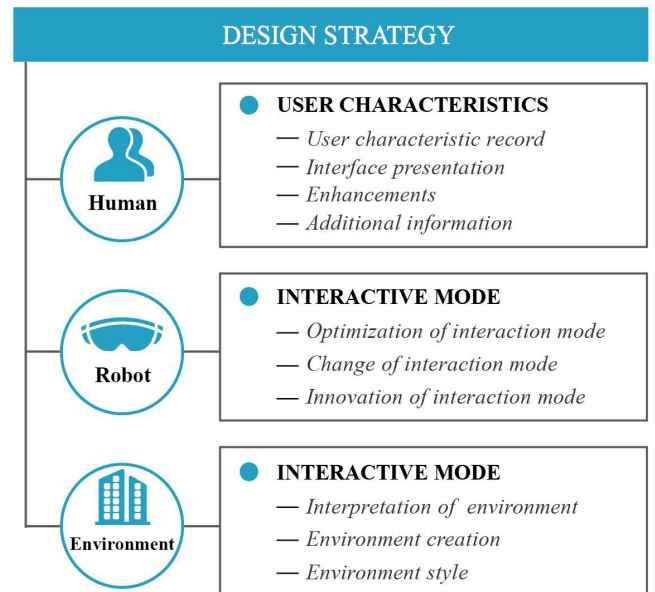 DESIGN STRATEGY
Human
USER CHARACTERISTICS
— User characteristic record
— Interface presentation
— Enhancements
— Additional information
Robot
INTERACTIVE MODE
— Optimization of interaction mode
— Change of interaction mode
— Innovation of interaction mode
Environment
INTERACTIVE MODE
— Interpretation of environment
— Environment creation
— Environment style